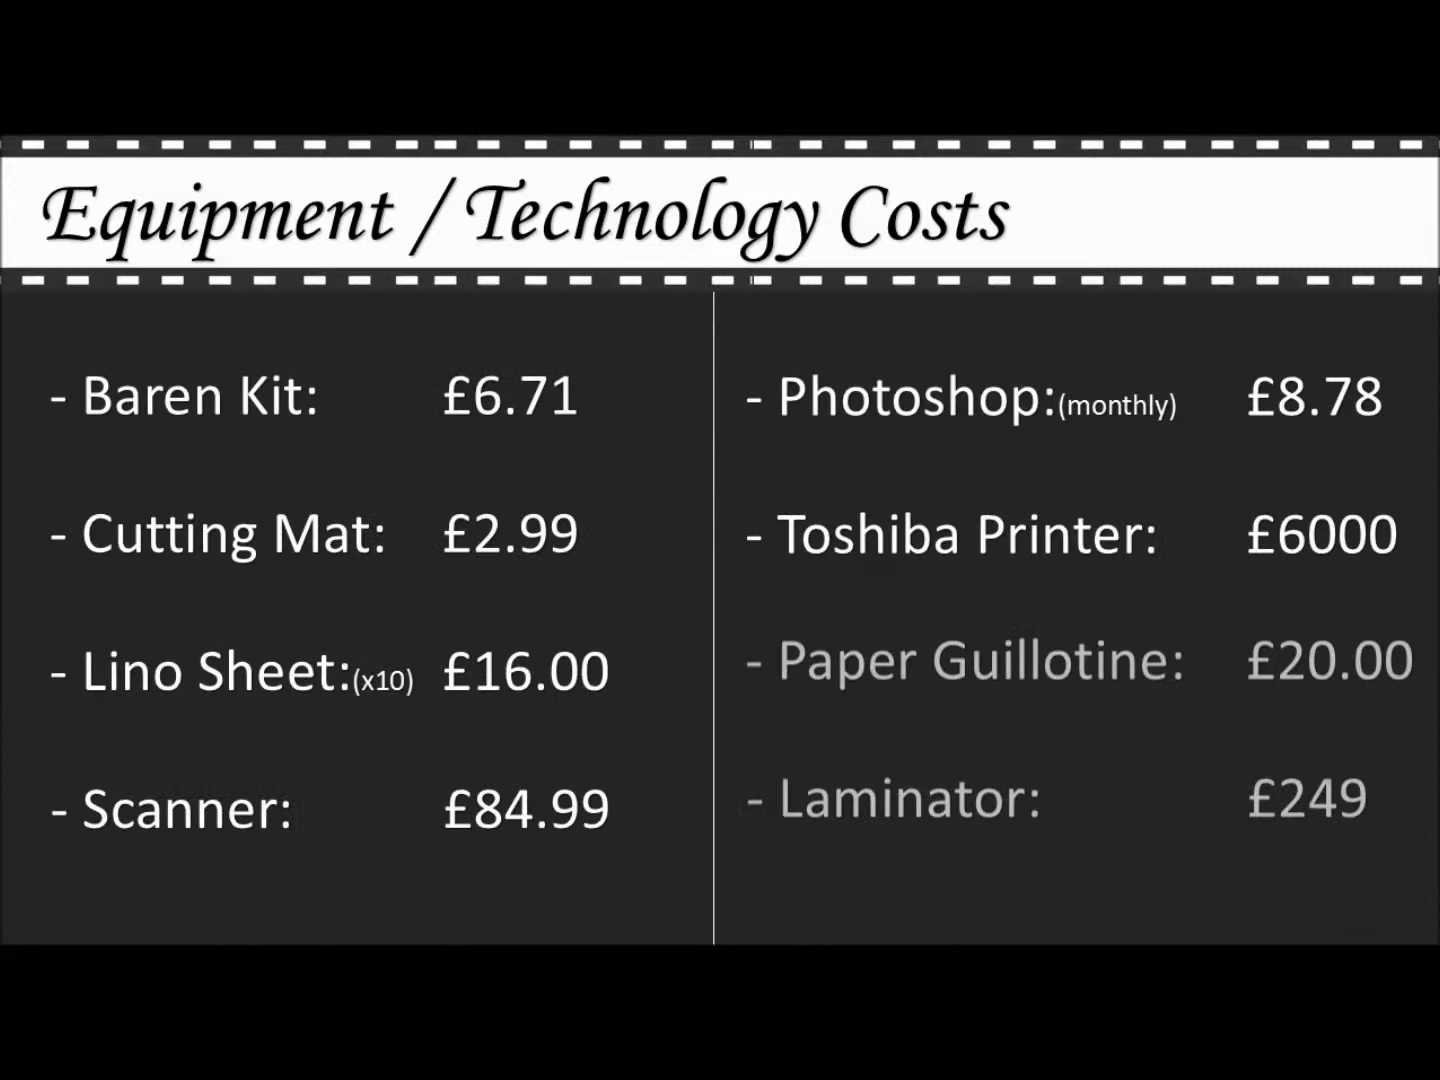 Equipment / Technology Costs
- Baren Kit: £6.71
- Cutting Mat: £2.99
- Lino Sheet:(x10) £16.00
- Scanner: £84.99
- Photoshop:(monthly) £8.78
- Toshiba Printer: £6000
- Paper Guillotine: £20.00
- Laminator: £249